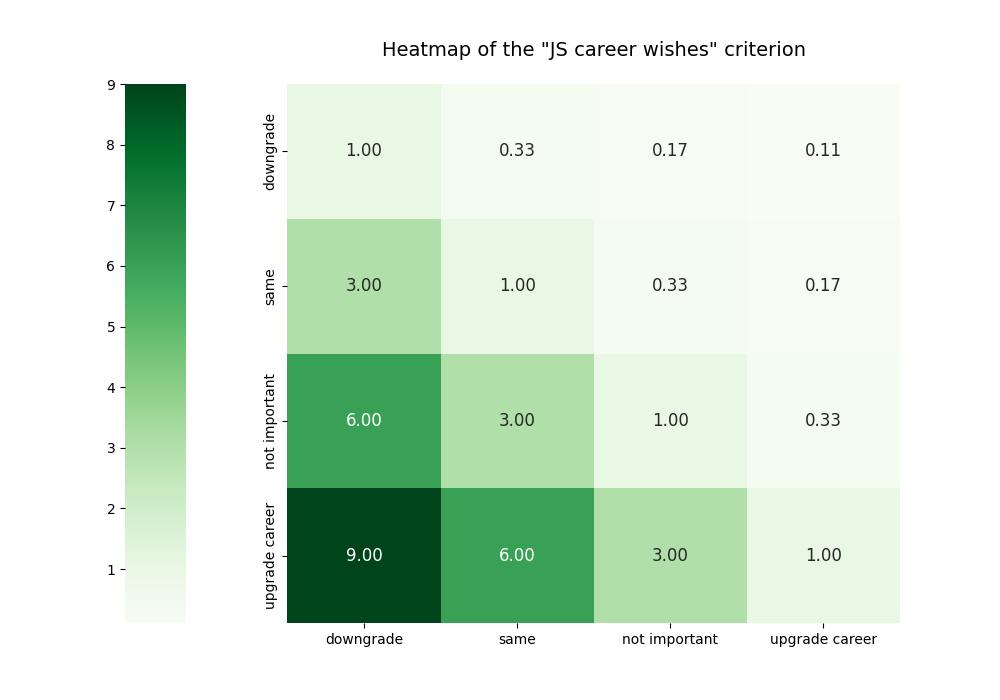 Heatmap of the "JS career wishes" criterion
9
8
7
6
5
4
3
2
1
downgrade
1.00 0.33 0.17 0.11
same
3.00 1.00 0.33 0.17
not important
6.00 3.00 1.00 0.33
upgrade career
9.00 6.00 3.00 1.00
downgrade same not important upgrade career